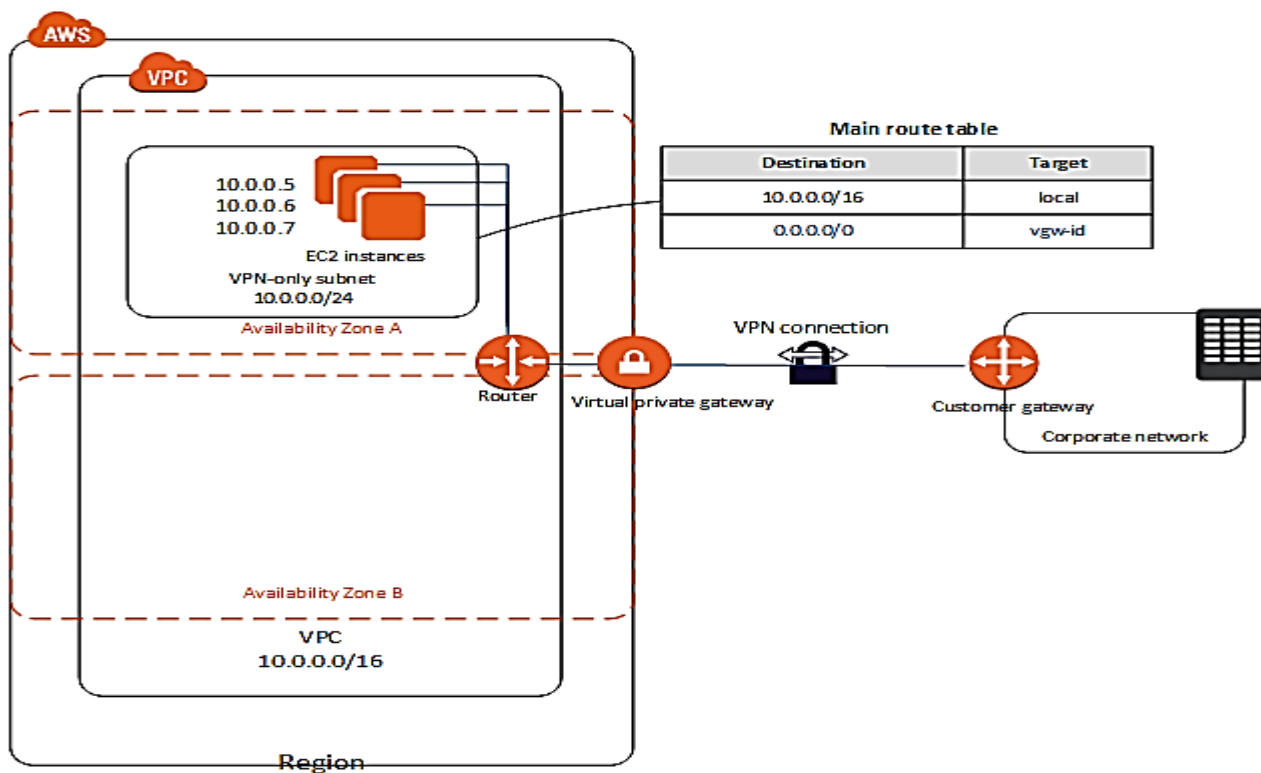 AWS
VPC
Main route table
Destination Target
10.0.0.0/16 local
0.0.0.0/0 vgw-id
10.0.0.5
10.0.0.6
10.0.0.7
EC2 instances
VPN-only subnet
10.0.0.0/24
Availability Zone A
VPN connection
Router
Virtual private gateway
Customer gateway
Corporate network
Availability Zone B
VPC
10.0.0.0/16
Region